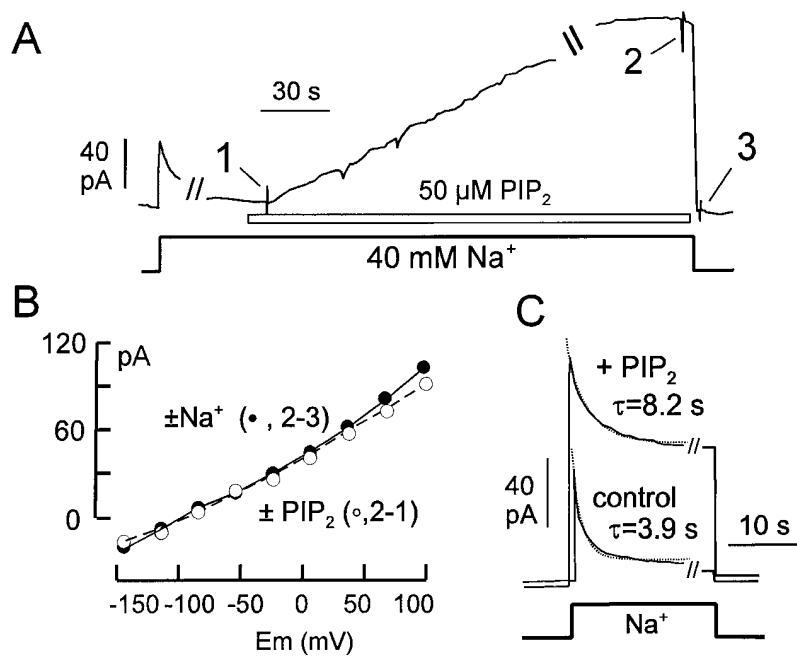 A
30 s
40
pA
1
2
3
//
//
50 µM PIP₂
40 mM Na⁺
B
120
60
0
pA
±Na⁺ (•, 2-3)
± PIP₂ (○,2-1)
-150 -100 -50 0 50 100
Em (mV)
C
+ PIP₂
τ=8.2 s
//
40
pA
control
τ=3.9 s
//
10 s
Na⁺